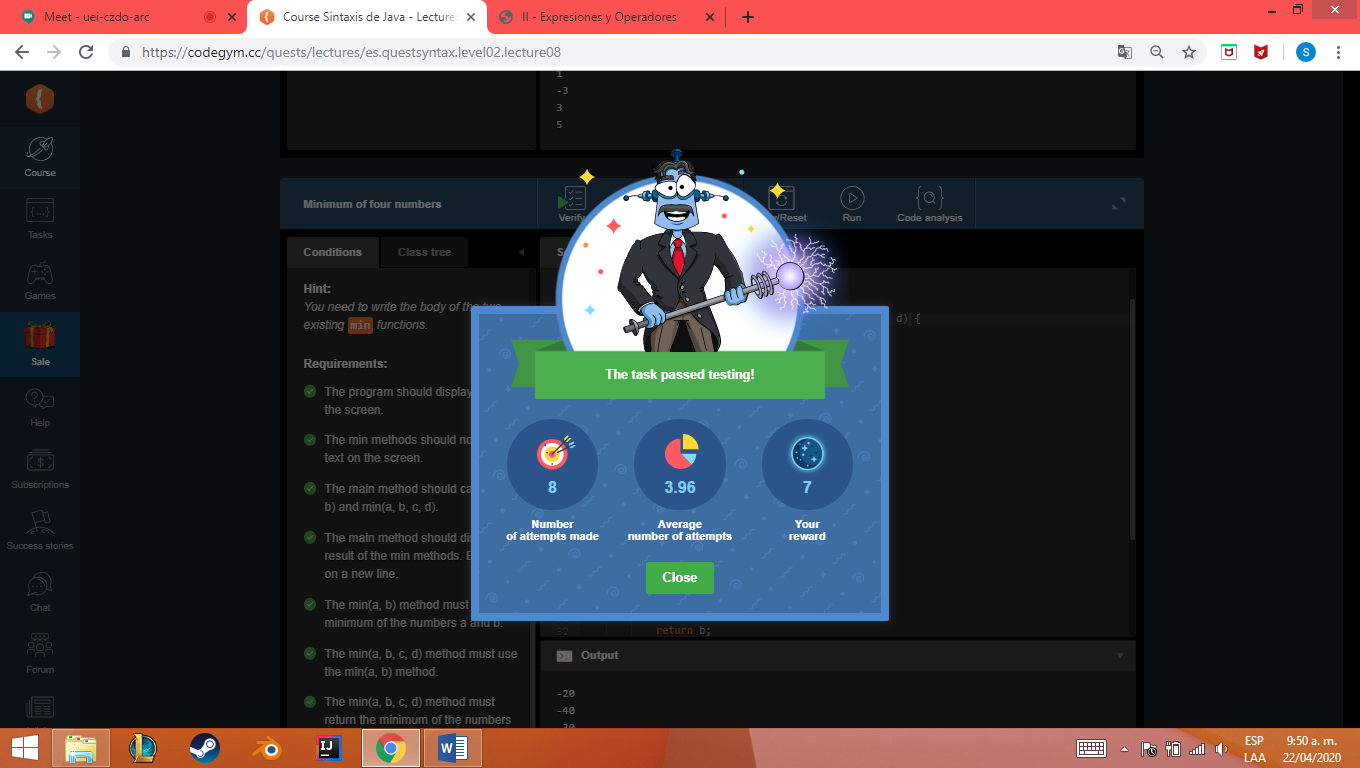 Meet - uei-czdo-arc
Course Sintaxis de Java - Lecture
II - Expresiones y Operadores
https://codegym.cc/quests/lectures/es.questsyntax.level02.lecture08
S
1
-3
3
5
Course
Tasks
Games
Sale
Help
Subscriptions
Success stories
Chat
Forum
Minimum of four numbers
Verify
/Reset
Run
Code analysis
Conditions
Class tree
S
Hint:
You need to write the body of the two
existing min functions.
d) {
Requirements:
The program should display
the screen.
The min methods should no
text on the screen.
The main method should ca
b) and min(a, b, c, d).
The main method should di
result of the min methods. E
on a new line.
The min(a, b) method must
minimum of the numbers a and b.
The min(a, b, c, d) method must use
the min(a, b) method.
The min(a, b, c, d) method must
return the minimum of the numbers
The task passed testing!
8
Number
of attempts made
3.96
Average
number of attempts
7
Your
reward
Close
32
return b;
Output
-20
-40
-30
IJ
W
ESP
LAA
9:50 a. m.
22/04/2020